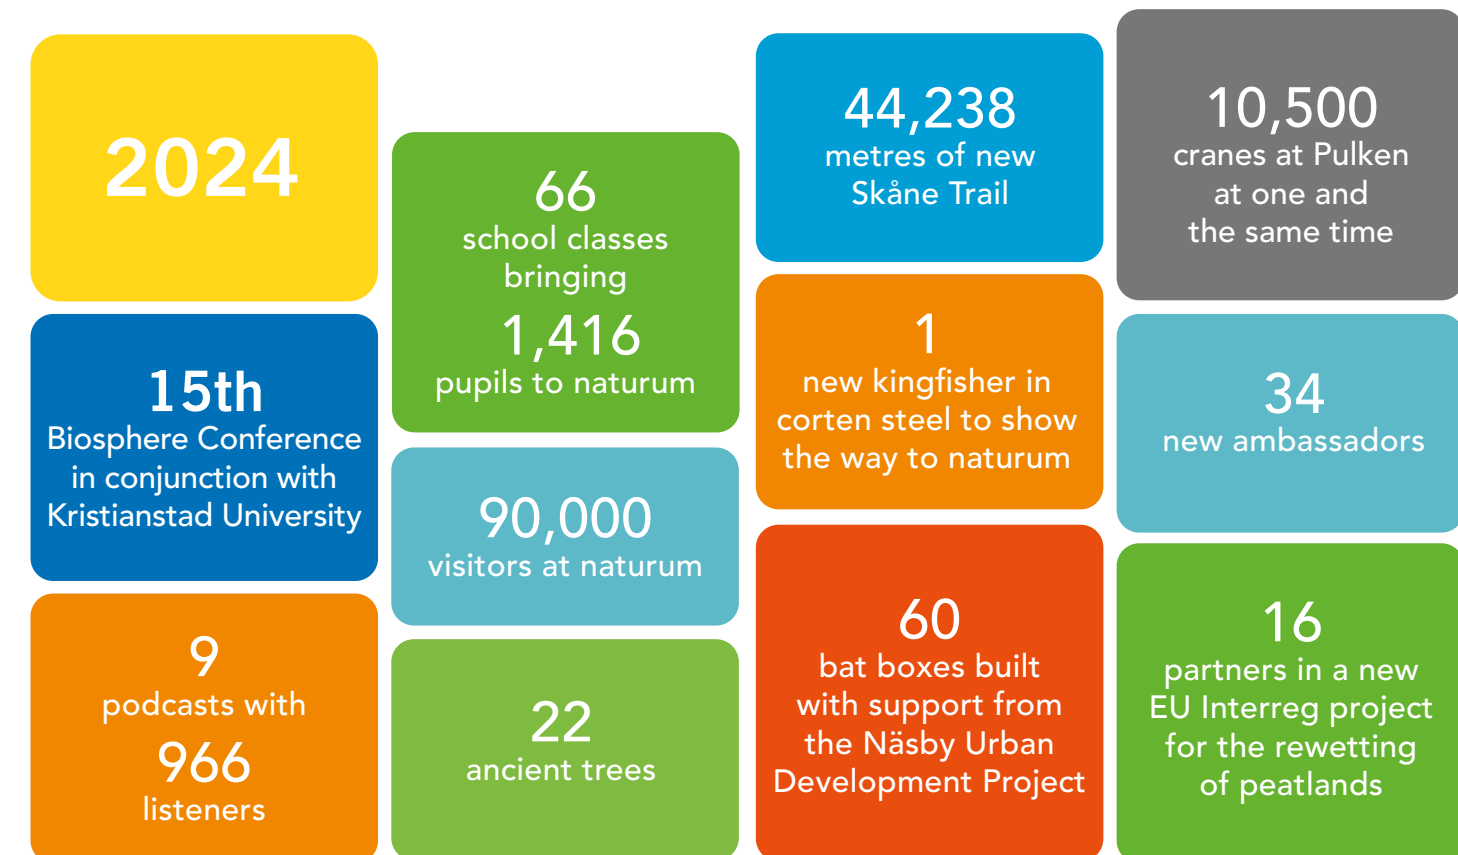 2024
15th
Biosphere Conference
in conjunction with
Kristianstad University
9
podcasts with
966
listeners
66
school classes
bringing
1,416
pupils to naturum
90,000
visitors at naturum
22
ancient trees
44,238
metres of new
Skåne Trail
1
new kingfisher in
corten steel to show
the way to naturum
60
bat boxes built
with support from
the Näsby Urban
Development Project
10,500
cranes at Pulken
at one and
the same time
34
new ambassadors
16
partners in a new
EU Interreg project
for the rewetting
of peatlands